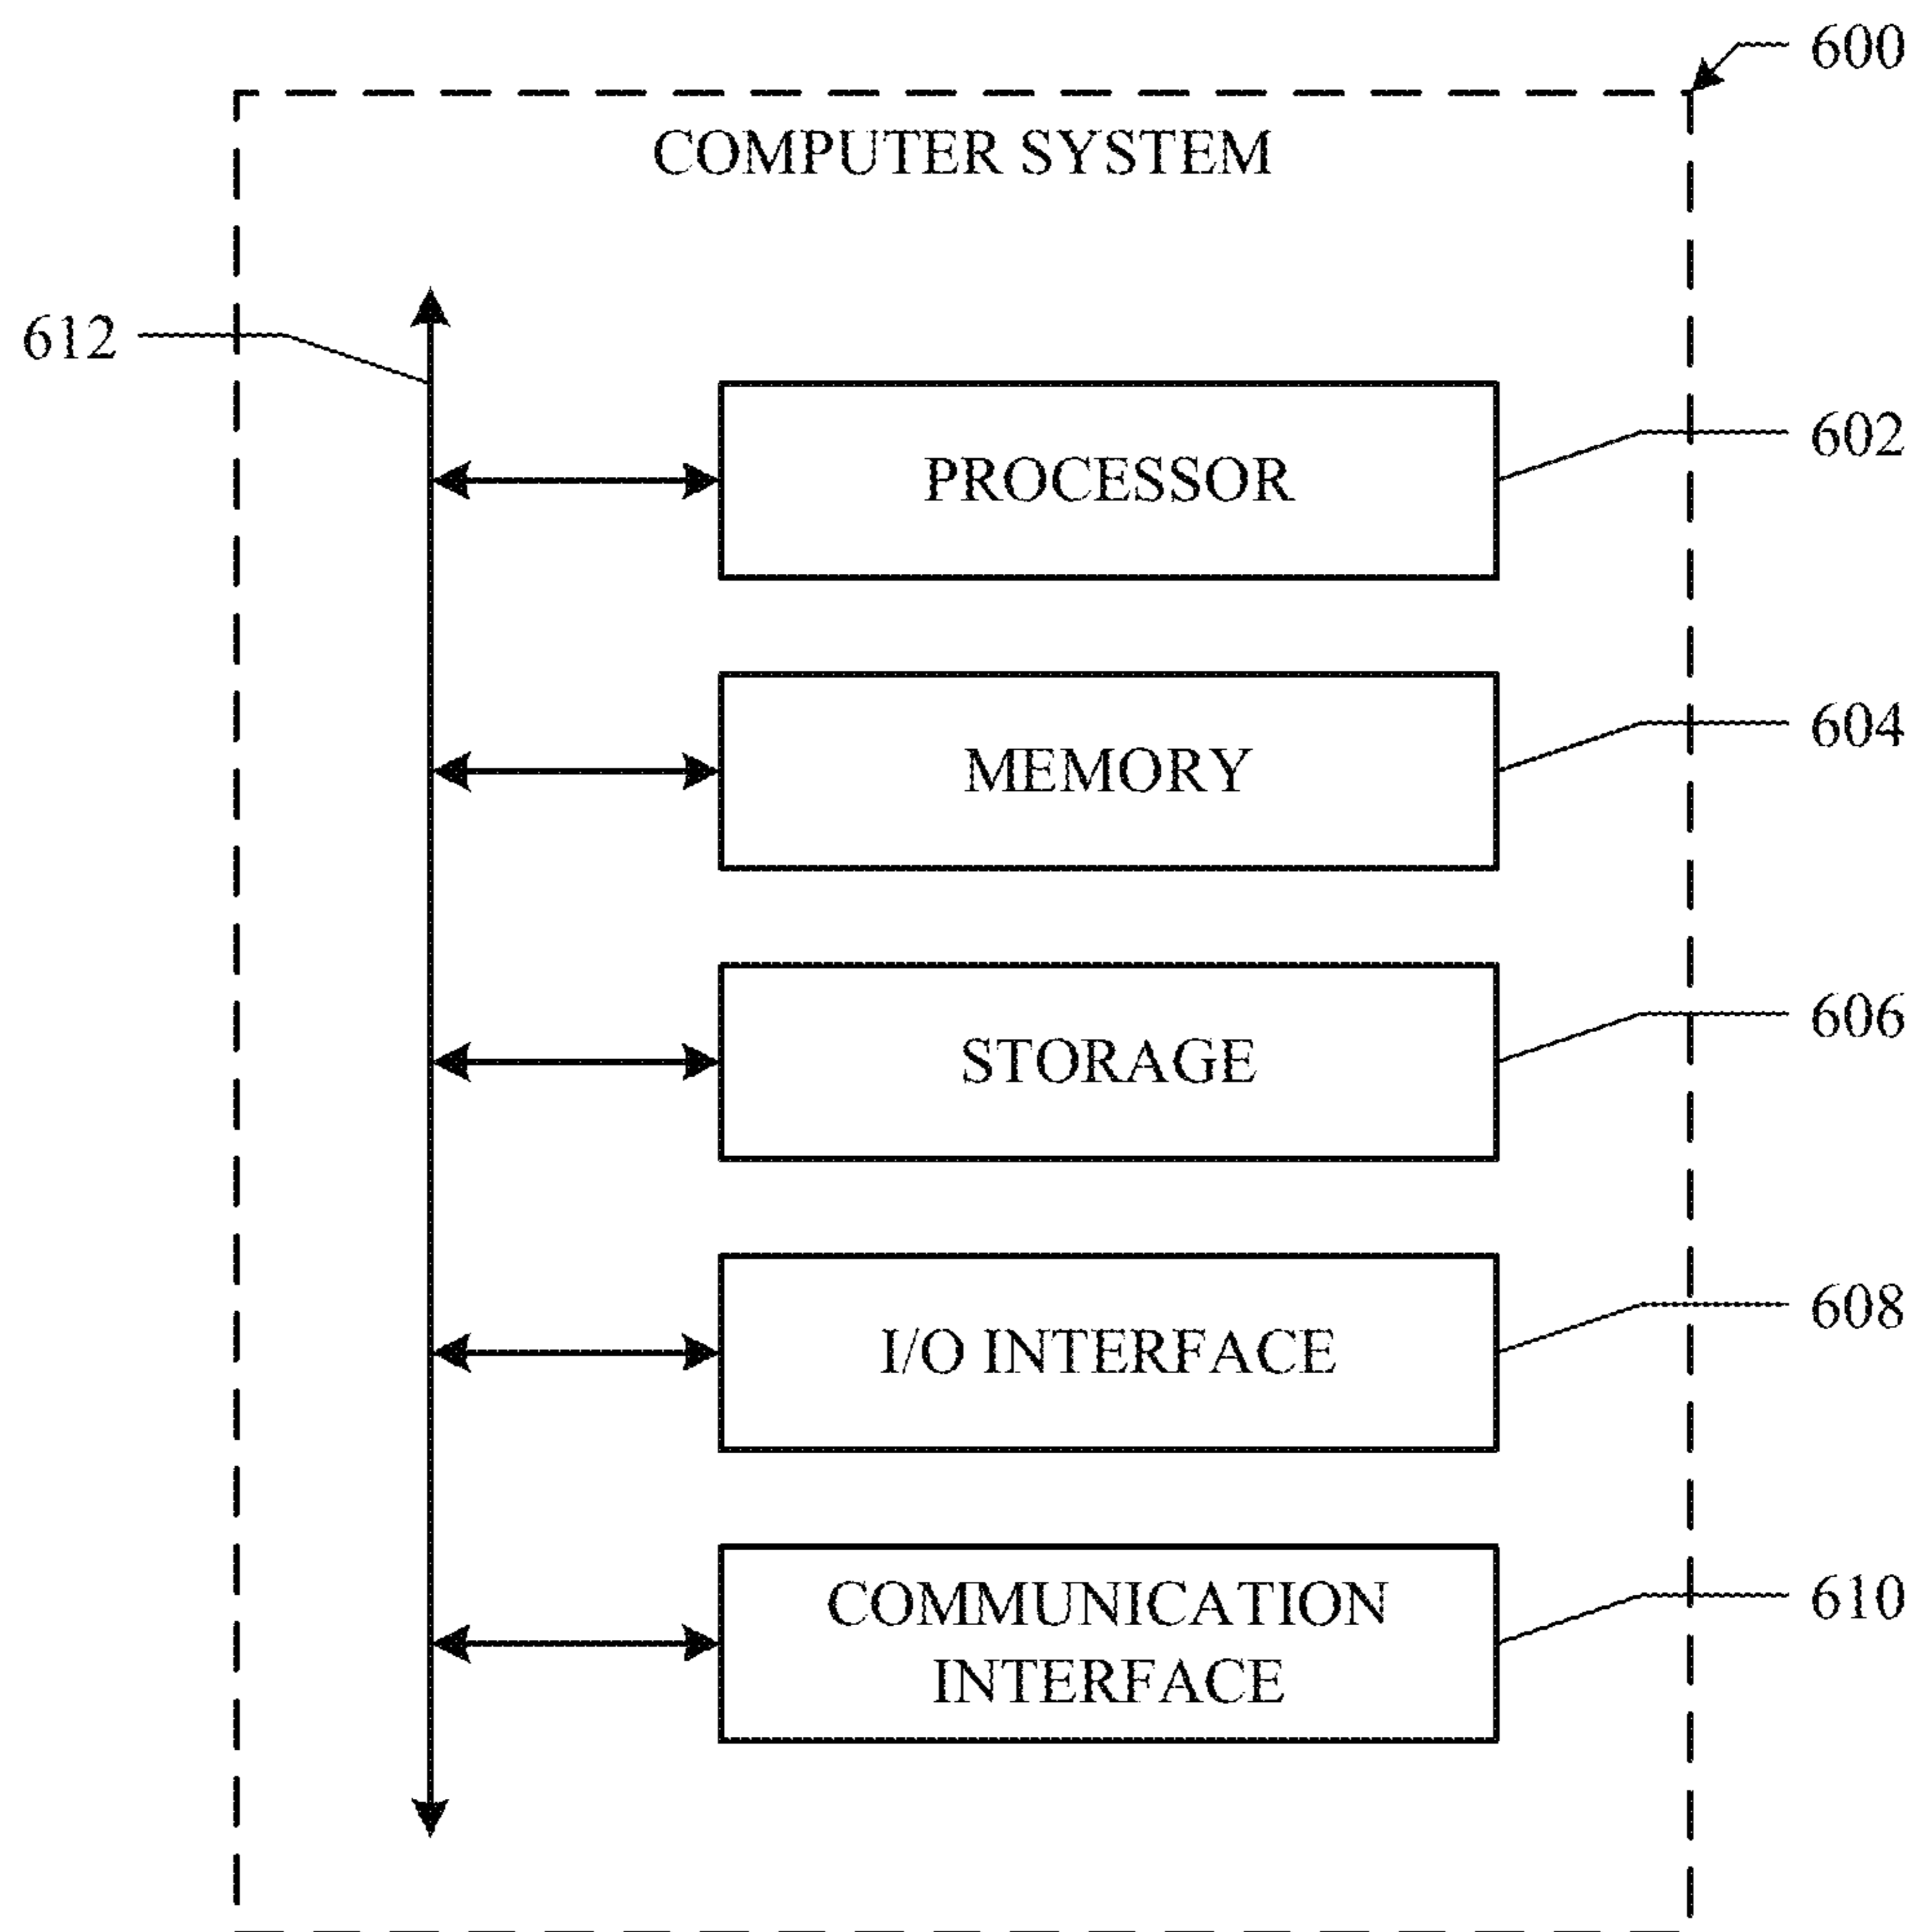 600
COMPUTER SYSTEM
612
602
PROCESSOR
604
MEMORY
606
STORAGE
608
I/O INTERFACE
610
COMMUNICATION
INTERFACE